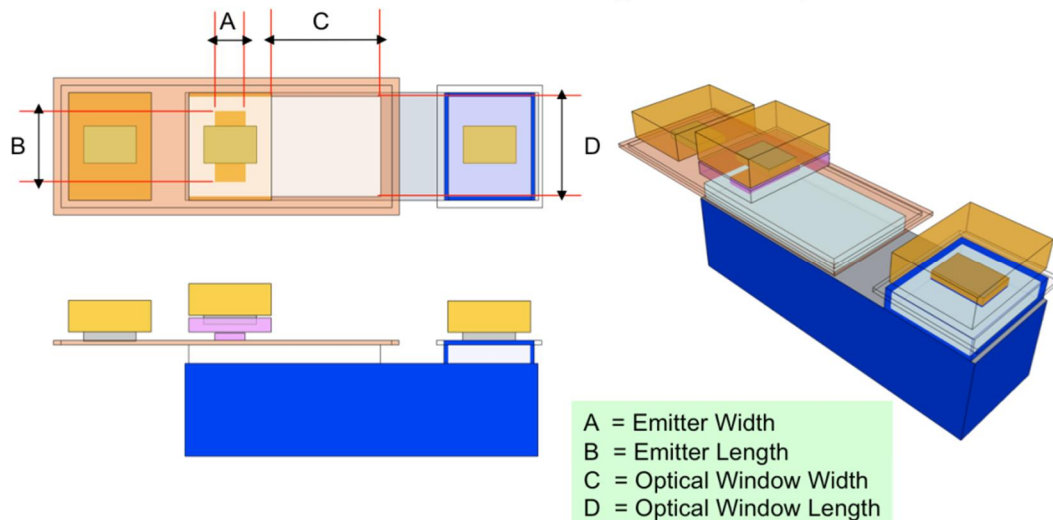 A
C
B
D
A = Emitter Width
B = Emitter Length
C = Optical Window Width
D = Optical Window Length